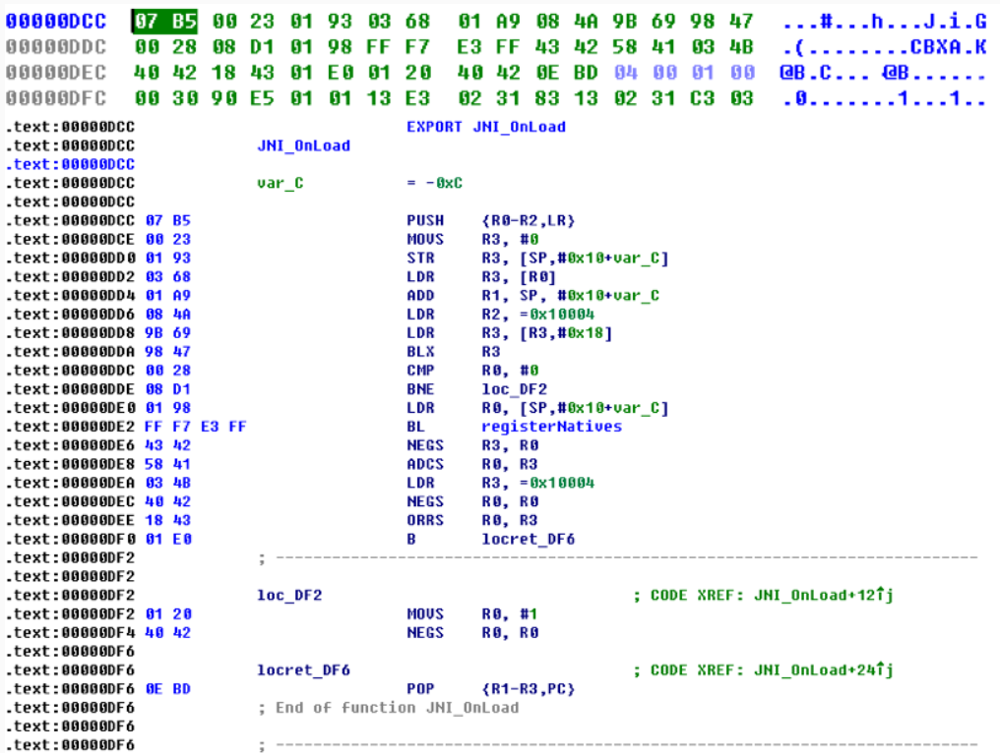 00000DCC 07 B5 00 23 01 93 03 68 01 A9 08 4A 9B 69 98 47 ...#...h...J.i.G
00000DDC 00 28 08 D1 01 98 FF F7 E3 FF 43 42 58 41 03 4B .(........CBXA.K
00000DEC 40 42 18 43 01 E0 01 20 40 42 0E BD 04 00 01 00 @B.C... @B......
00000DFC 00 30 90 E5 01 01 13 E3 02 31 83 13 02 31 C3 03 .0.......1...1..
.text:00000DCC EXPORT JNI_OnLoad
.text:00000DCC JNI_OnLoad
.text:00000DCC
.text:00000DCC var_C = -0xC
.text:00000DCC
.text:00000DCC 07 B5 PUSH {R0-R2,LR}
.text:00000DCE 00 23 MOVS R3, #0
.text:00000DD0 01 93 STR R3, [SP,#0x10+var_C]
.text:00000DD2 03 68 LDR R3, [R0]
.text:00000DD4 01 A9 ADD R1, SP, #0x10+var_C
.text:00000DD6 08 4A LDR R2, =0x10004
.text:00000DD8 9B 69 LDR R3, [R3,#0x18]
.text:00000DDA 98 47 BLX R3
.text:00000DDC 00 28 CMP R0, #0
.text:00000DDE 08 D1 BNE loc_DF2
.text:00000DE0 01 98 LDR R0, [SP,#0x10+var_C]
.text:00000DE2 FF F7 E3 FF BL registerNatives
.text:00000DE6 43 42 NEGS R3, R0
.text:00000DE8 58 41 ADCS R0, R3
.text:00000DEA 03 4B LDR R3, =0x10004
.text:00000DEC 40 42 NEGS R0, R0
.text:00000DEE 18 43 ORRS R0, R3
.text:00000DF0 01 E0 B locret_DF6
.text:00000DF2 ; ---------------------------------------------------------------------------
.text:00000DF2
.text:00000DF2 loc_DF2 ; CODE XREF: JNI_OnLoad+12↑j
.text:00000DF2 01 20 MOVS R0, #1
.text:00000DF4 40 42 NEGS R0, R0
.text:00000DF6
.text:00000DF6 locret_DF6 ; CODE XREF: JNI_OnLoad+24↑j
.text:00000DF6 0E BD POP {R1-R3,PC}
.text:00000DF6 ; End of function JNI_OnLoad
.text:00000DF6
.text:00000DF6 ; ---------------------------------------------------------------------------